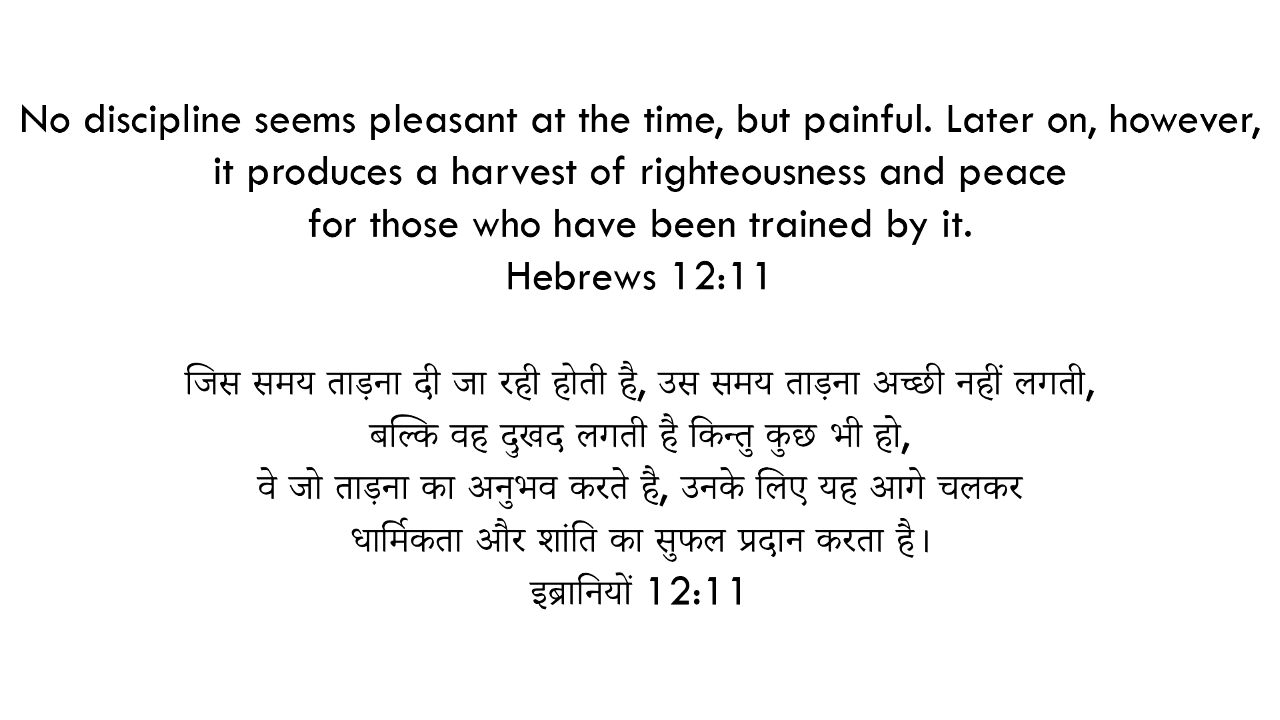 No discipline seems pleasant at the time, but painful. Later on, however,
it produces a harvest of righteousness and peace
for those who have been trained by it.
Hebrews 12:11
जिस समय ताड़ना दी जा रही होती है, उस समय ताड़ना अच्छी नहीं लगती,
बल्कि वह दुखद लगती है किन्तु कुछ भी हो,
वे जो ताड़ना का अनुभव करते है, उनके लिए यह आगे चलकर
धार्मिकता और शांति का सुफल प्रदान करता है।
इब्रानियों 12:11